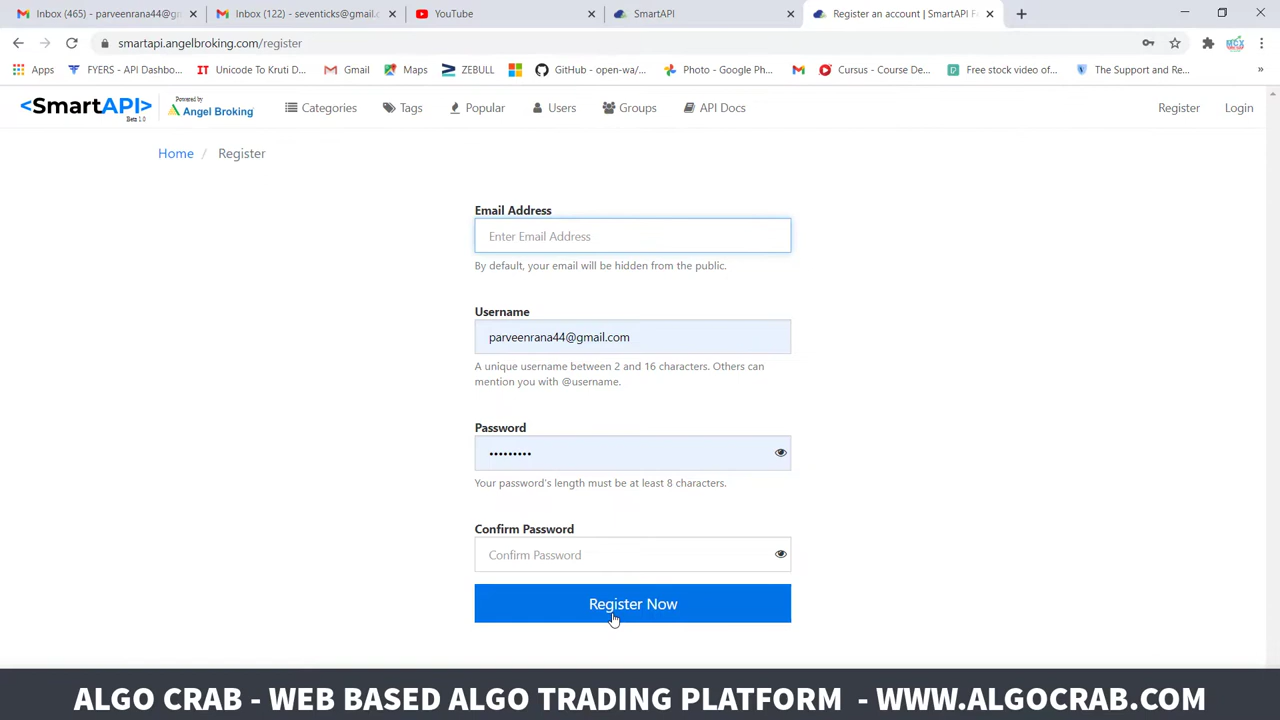 Inbox (465) - parveenrana44@gm
Inbox (122) - seventicks@gmail.c
YouTube
SmartAPI
Register an account | SmartAPI F
smartapi.angelbroking.com/register
Apps
FYERS - API Dashbo...
Unicode To Kruti D...
Gmail
Maps
ZEBULL
GitHub - open-wa/...
Photo - Google Ph...
Cursus - Course De...
Free stock video of...
The Support and Re...
»
<SmartAPI>
Beta 1.0
Powered by
Angel Broking
Categories
Tags
Popular
Users
Groups
API Docs
Register
Login
Home / Register
Email Address
Enter Email Address
By default, your email will be hidden from the public.
Username
parveenrana44@gmail.com
A unique username between 2 and 16 characters. Others can
mention you with @username.
Password
•••••••••
Your password's length must be at least 8 characters.
Confirm Password
Confirm Password
Register Now
ALGO CRAB - WEB BASED ALGO TRADING PLATFORM - WWW.ALGOCRAB.COM